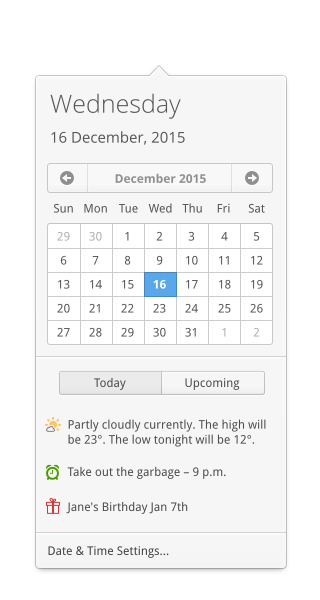 Wednesday
16 December, 2015
December 2015
Sun Mon Tue Wed Thu Fri Sat
29 30 1 2 3 4 5
6 7 8 9 10 11 12
13 14 15 16 17 18 19
20 21 22 23 24 25 26
27 28 29 30 31 1 2
Today Upcoming
Partly cloudly currently. The high will
be 23°. The low tonight will be 12°.
Take out the garbage – 9 p.m.
Jane's Birthday Jan 7th
Date & Time Settings...